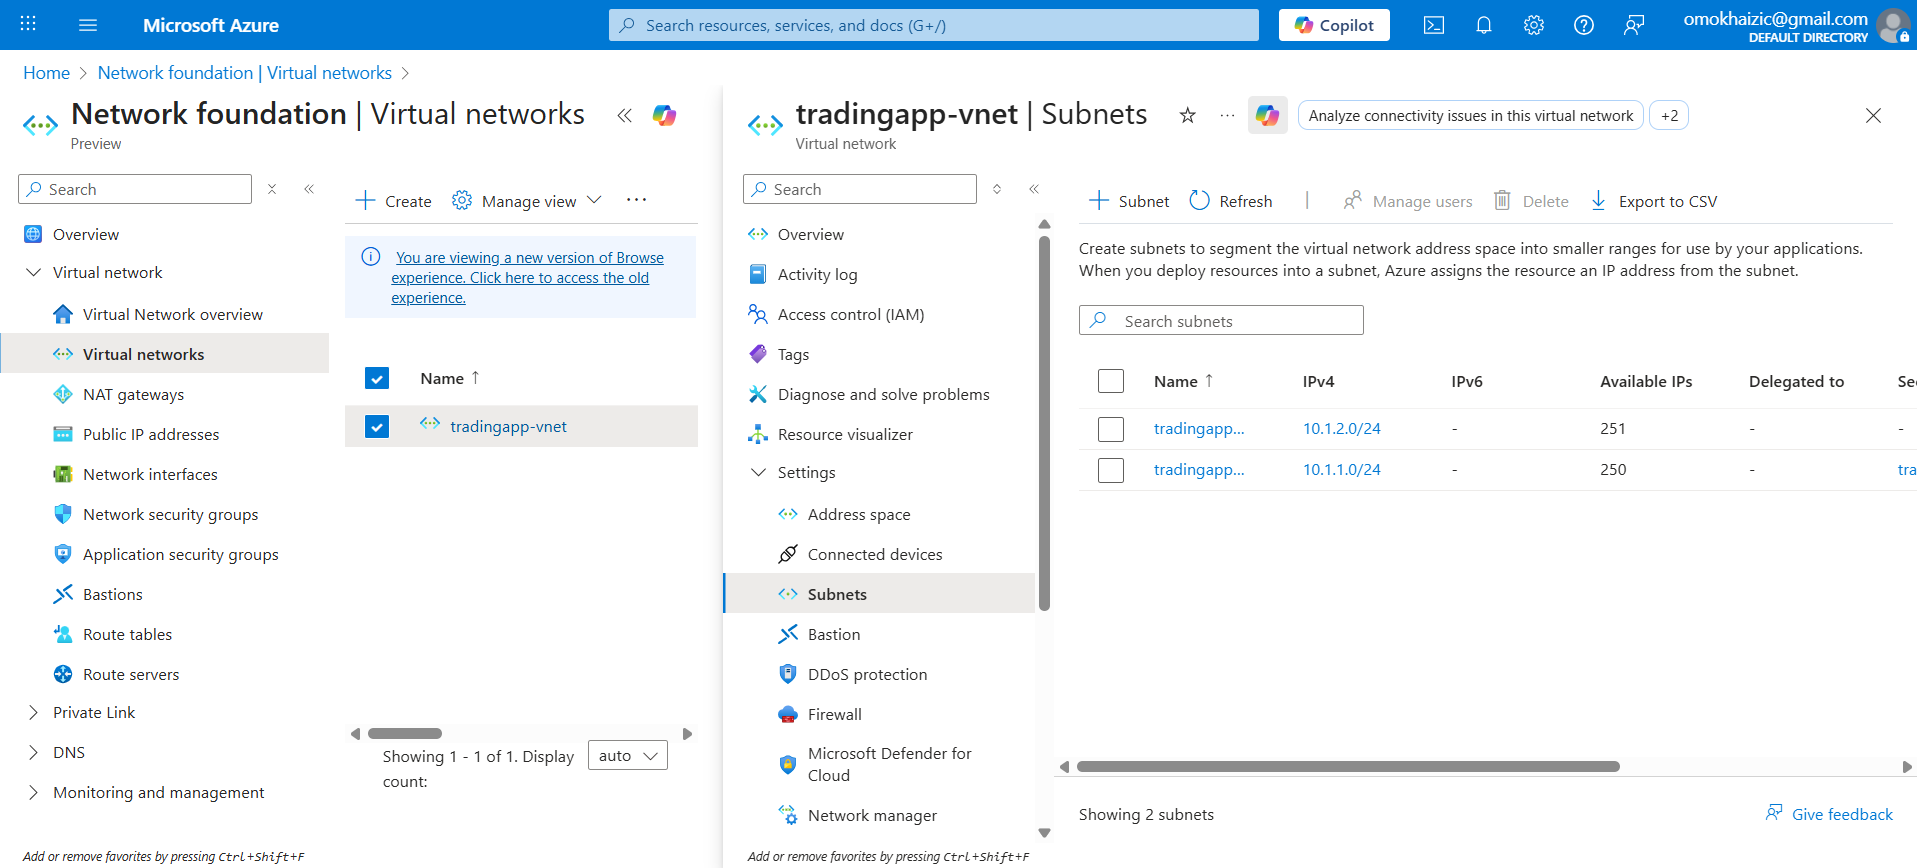 Microsoft Azure
Search resources, services, and docs (G+/)
Copilot
omokhaizic@gmail.com
DEFAULT DIRECTORY
Home > Network foundation | Virtual networks >
Network foundation | Virtual networks
Preview
Search
Overview
Virtual network
Virtual Network overview
Virtual networks
NAT gateways
Public IP addresses
Network interfaces
Network security groups
Application security groups
Bastions
Route tables
Route servers
Private Link
DNS
Monitoring and management
Add or remove favorites by pressing Ctrl+Shift+F
Create
Manage view
You are viewing a new version of Browse
experience. Click here to access the old
experience.
Name ↑
tradingapp-vnet
Showing 1 - 1 of 1. Display
count:
auto
tradingapp-vnet | Subnets
Virtual network
Analyze connectivity issues in this virtual network
+2
Search
Overview
Activity log
Access control (IAM)
Tags
Diagnose and solve problems
Resource visualizer
Settings
Address space
Connected devices
Subnets
Bastion
DDoS protection
Firewall
Microsoft Defender for
Cloud
Network manager
Add or remove favorites by pressing Ctrl+Shift+F
Subnet
Refresh
Manage users
Delete
Export to CSV
Create subnets to segment the virtual network address space into smaller ranges for use by your applications.
When you deploy resources into a subnet, Azure assigns the resource an IP address from the subnet.
Search subnets
Name ↑ IPv4 IPv6 Available IPs Delegated to Sec
tradingapp... 10.1.2.0/24 - 251 - -
tradingapp... 10.1.1.0/24 - 250 - tra
Showing 2 subnets
Give feedback